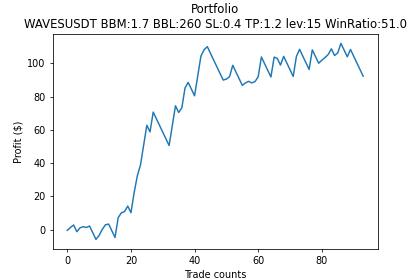 Portfolio
WAVESUSDT BBM:1.7 BBL:260 SL:0.4 TP:1.2 lev:15 WinRatio:51.0
Profit ($)
100
80
60
40
20
0
0 20 40 60 80
Trade counts